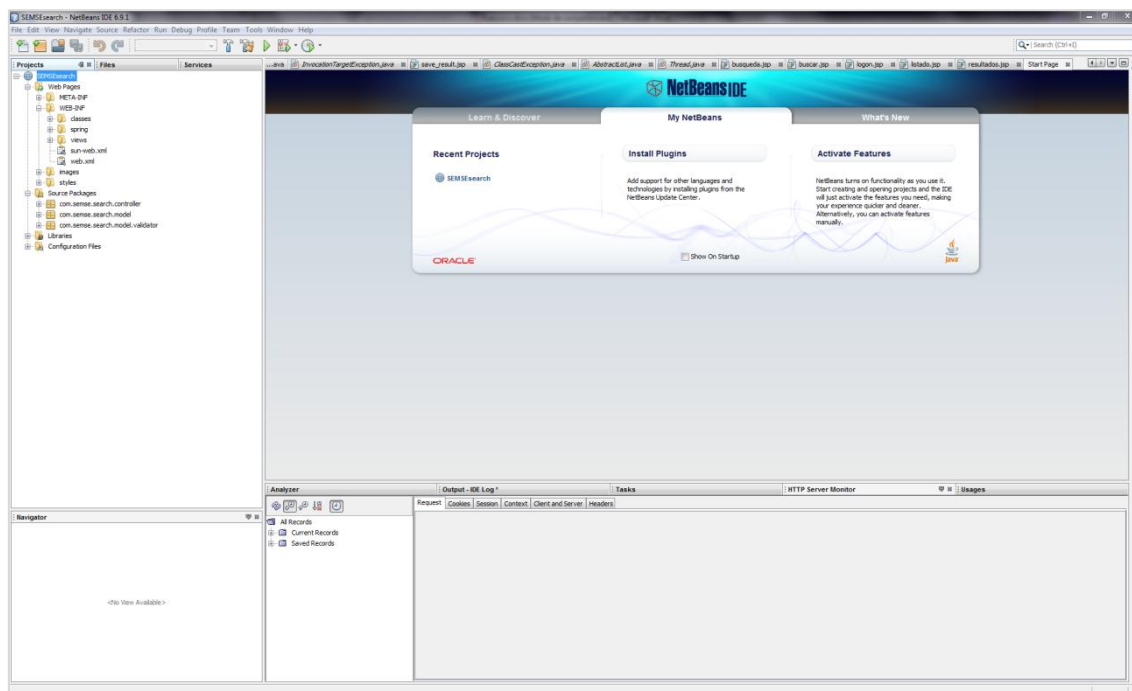 SEMSEsearch - NetBeans IDE 6.9.1
File Edit View Navigate Source Refactor Run Debug Profile Team Tools Window Help
Search (Ctrl+I)
Projects Files Services
...ava InvocationTargetException.java save_result.jsp ClassCastException.java AbstractList.java Thread.java busqueda.jsp buscar.jsp logon.jsp listado.jsp resultados.jsp Start Page
SEMSEsearch
Web Pages
META-INF
WEB-INF
classes
spring
views
sun-web.xml
web.xml
images
styles
Source Packages
com.semse.search.controller
com.semse.search.model
com.semse.search.model.validator
Libraries
Configuration Files
NetBeans IDE
Learn & Discover My NetBeans What's New
Recent Projects
SEMSEsearch
Install Plugins
Add support for other languages and
technologies by installing plugins from the
NetBeans Update Center.
Activate Features
NetBeans turns on functionality as you use it.
Start creating and opening projects and the IDE
will just activate the features you need, making
your experience quicker and cleaner.
Alternatively, you can activate features
manually.
ORACLE
Show On Startup
Java
Analyzer Output - IDE Log Tasks HTTP Server Monitor Usages
Request Cookies Session Context Client and Server Headers
All Records
Current Records
Saved Records
Navigator
<No View Available>